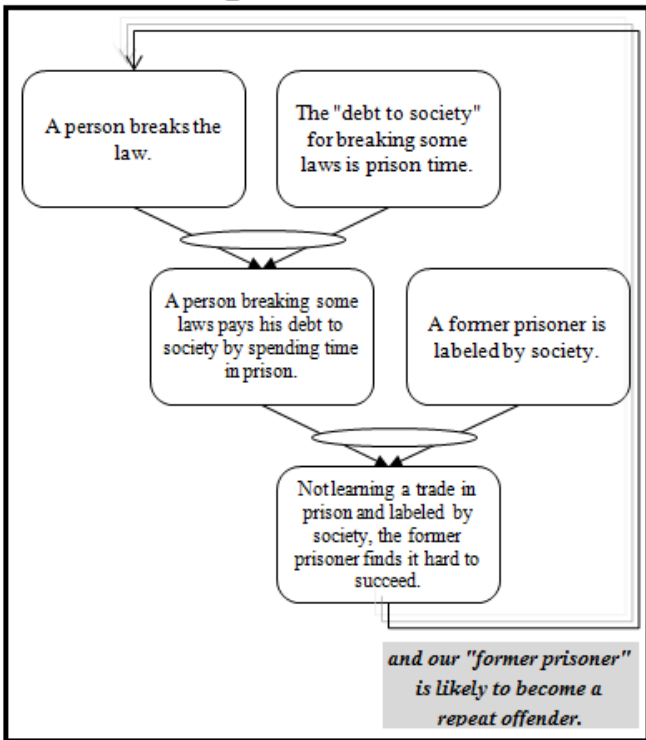 A person breaks the
law.
The "debt to society"
for breaking some
laws is prison time.
A person breaking some
laws pays his debt to
society by spending time
in prison.
A former prisoner is
labeled by society.
Not learning a trade in
prison and labeled by
society, the former
prisoner finds it hard to
succeed.
and our "former prisoner"
is likely to become a
repeat offender.